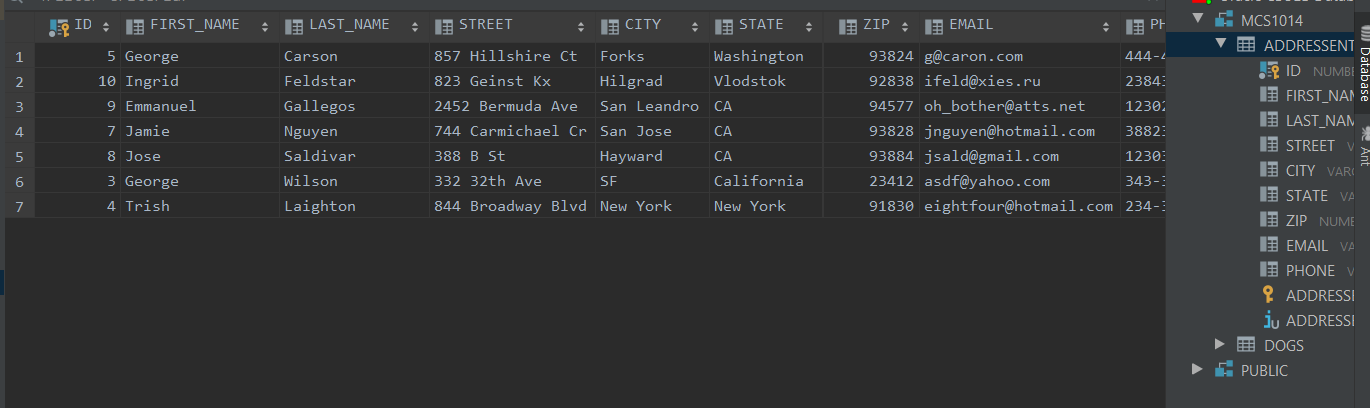 ID FIRST_NAME LAST_NAME STREET CITY STATE ZIP EMAIL
1 5 George Carson 857 Hillshire Ct Forks Washington 93824 g@caron.com 444-4
2 10 Ingrid Feldstar 823 Geinst Kx Hilgrad Vlodstok 92838 ifeld@xies.ru 23843
3 9 Emmanuel Gallegos 2452 Bermuda Ave San Leandro CA 94577 oh_bother@atts.net 12302
4 7 Jamie Nguyen 744 Carmichael Cr San Jose CA 93828 jnguyen@hotmail.com 38823
5 8 Jose Saldivar 388 B St Hayward CA 93884 jsald@gmail.com 12303
6 3 George Wilson 332 32th Ave SF California 23412 asdf@yahoo.com 343-3
7 4 Trish Laighton 844 Broadway Blvd New York New York 91830 eightfour@hotmail.com 234-3
MCS1014
ADDRESSENT
ID NUMBE
FIRST_NAM
LAST_NAM
STREET
CITY VARC
STATE VA
ZIP NUME
EMAIL VA
PHONE V
ADDRESSE
ADDRESSE
DOGS
PUBLIC
Database
Ant